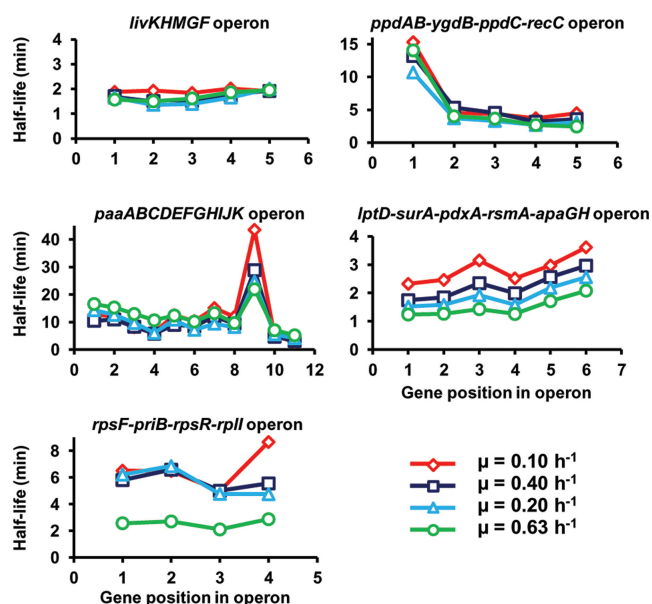 livKHMGF operon
Half-life (min)
4
3
2
1
0
0 1 2 3 4 5 6
ppdAB-ygdB-ppdC-recC operon
15
10
5
0
0 1 2 3 4 5 6
paaABCDEFGHIJK operon
Half-life (min)
40
30
20
10
0
0 2 4 6 8 10 12
lptD-surA-pdxA-rsmA-apaGH operon
4
3
2
1
0
0 1 2 3 4 5 6 7
Gene position in operon
rpsF-priB-rpsR-rplI operon
Half-life (min)
8
6
4
2
0
0 1 2 3 4 5
Gene position in operon
µ = 0.10 h-1
µ = 0.40 h-1
µ = 0.20 h-1
µ = 0.63 h-1